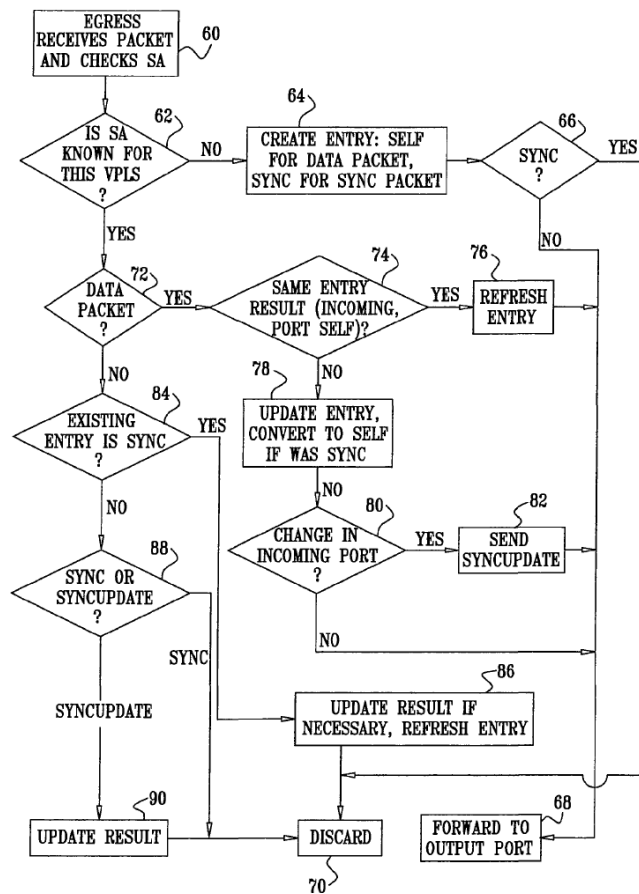 EGRESS
RECEIVES PACKET
AND CHECKS SA
60
IS SA
KNOWN FOR
THIS VPLS
?
62
NO
64
CREATE ENTRY: SELF
FOR DATA PACKET,
SYNC FOR SYNC PACKET
66
SYNC
?
YES
NO
YES
72
DATA
PACKET
?
YES
74
SAME ENTRY
RESULT (INCOMING,
PORT SELF)?
YES
76
REFRESH
ENTRY
NO
NO
78
UPDATE ENTRY,
CONVERT TO SELF
IF WAS SYNC
84
EXISTING
ENTRY IS SYNC
?
YES
NO
NO
80
CHANGE IN
INCOMING PORT
?
YES
82
SEND
SYNCUPDATE
88
SYNC OR
SYNCUPDATE
?
NO
SYNC
SYNCUPDATE
86
UPDATE RESULT IF
NECESSARY, REFRESH ENTRY
90
UPDATE RESULT
DISCARD
70
FORWARD TO
OUTPUT PORT
68